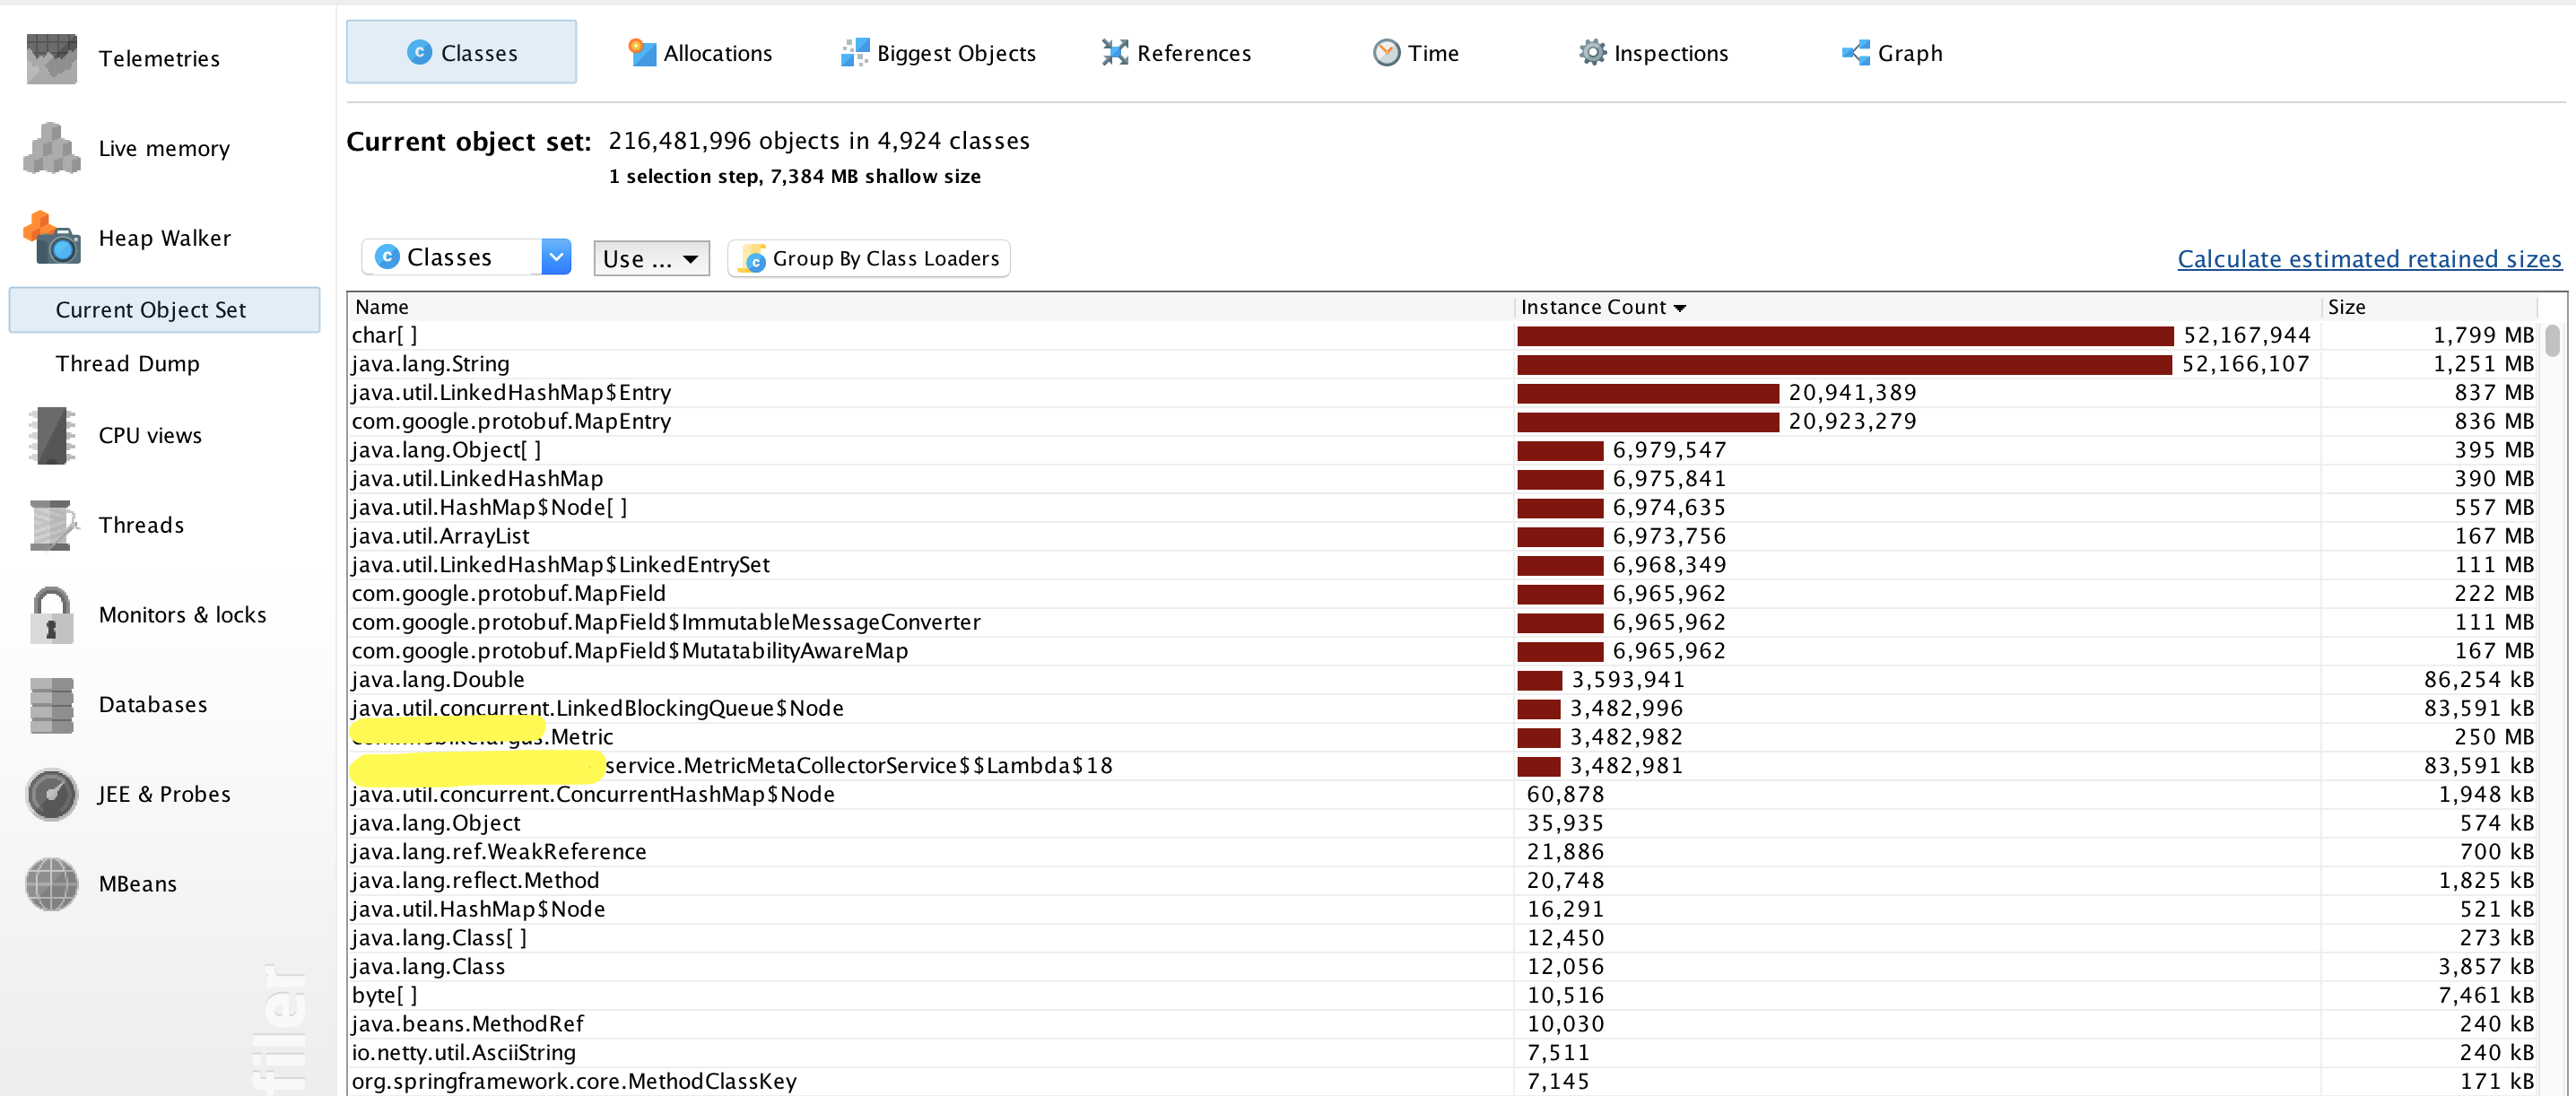 Telemetries
Live memory
Heap Walker
Current Object Set
Thread Dump
CPU views
Threads
Monitors & locks
Databases
JEE & Probes
MBeans
filer
Classes Allocations Biggest Objects References Time Inspections Graph
Current object set: 216,481,996 objects in 4,924 classes
1 selection step, 7,384 MB shallow size
Classes Use ... Group By Class Loaders Calculate estimated retained sizes
Name Instance Count Size
char[ ] 52,167,944 1,799 MB
java.lang.String 52,166,107 1,251 MB
java.util.LinkedHashMap$Entry 20,941,389 837 MB
com.google.protobuf.MapEntry 20,923,279 836 MB
java.lang.Object[ ] 6,979,547 395 MB
java.util.LinkedHashMap 6,975,841 390 MB
java.util.HashMap$Node[ ] 6,974,635 557 MB
java.util.ArrayList 6,973,756 167 MB
java.util.LinkedHashMap$LinkedEntrySet 6,968,349 111 MB
com.google.protobuf.MapField 6,965,962 222 MB
com.google.protobuf.MapField$ImmutableMessageConverter 6,965,962 111 MB
com.google.protobuf.MapField$MutatabilityAwareMap 6,965,962 167 MB
java.lang.Double 3,593,941 86,254 kB
java.util.concurrent.LinkedBlockingQueue$Node 3,482,996 83,591 kB
.Metric 3,482,982 250 MB
service.MetricMetaCollectorService$$Lambda$18 3,482,981 83,591 kB
java.util.concurrent.ConcurrentHashMap$Node 60,878 1,948 kB
java.lang.Object 35,935 574 kB
java.lang.ref.WeakReference 21,886 700 kB
java.lang.reflect.Method 20,748 1,825 kB
java.util.HashMap$Node 16,291 521 kB
java.lang.Class[ ] 12,450 273 kB
java.lang.Class 12,056 3,857 kB
byte[ ] 10,516 7,461 kB
java.beans.MethodRef 10,030 240 kB
io.netty.util.AsciiString 7,511 240 kB
org.springframework.core.MethodClassKey 7,145 171 kB